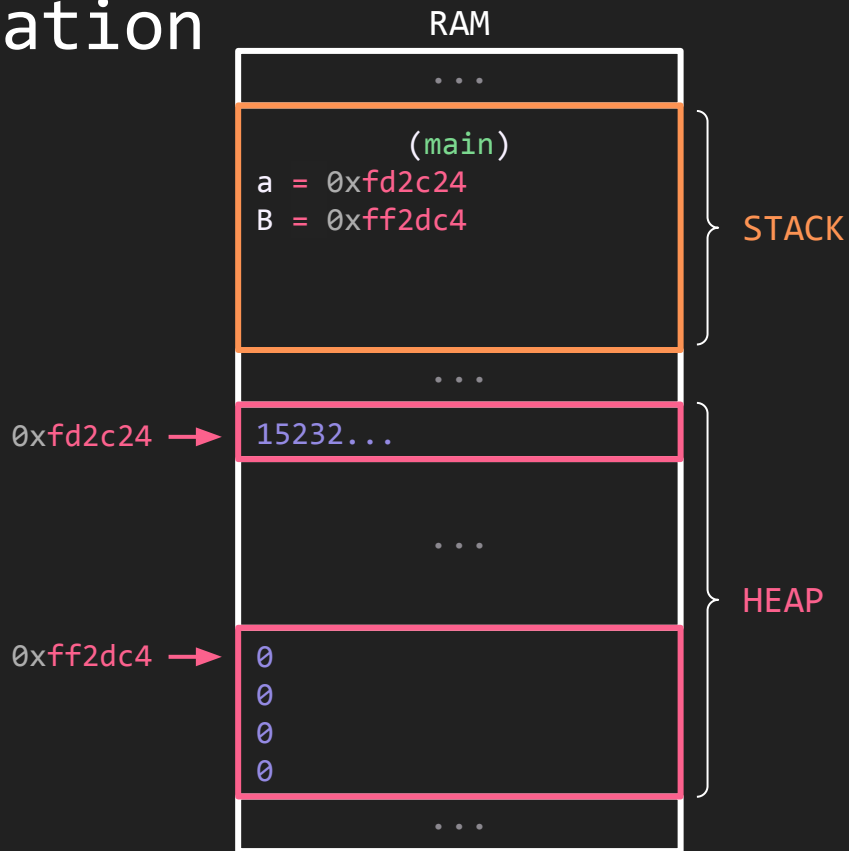 ation
RAM
...
(main)
a = 0xfd2c24
B = 0xff2dc4
STACK
...
0xfd2c24
15232...
...
HEAP
0xff2dc4
0
0
0
0
...